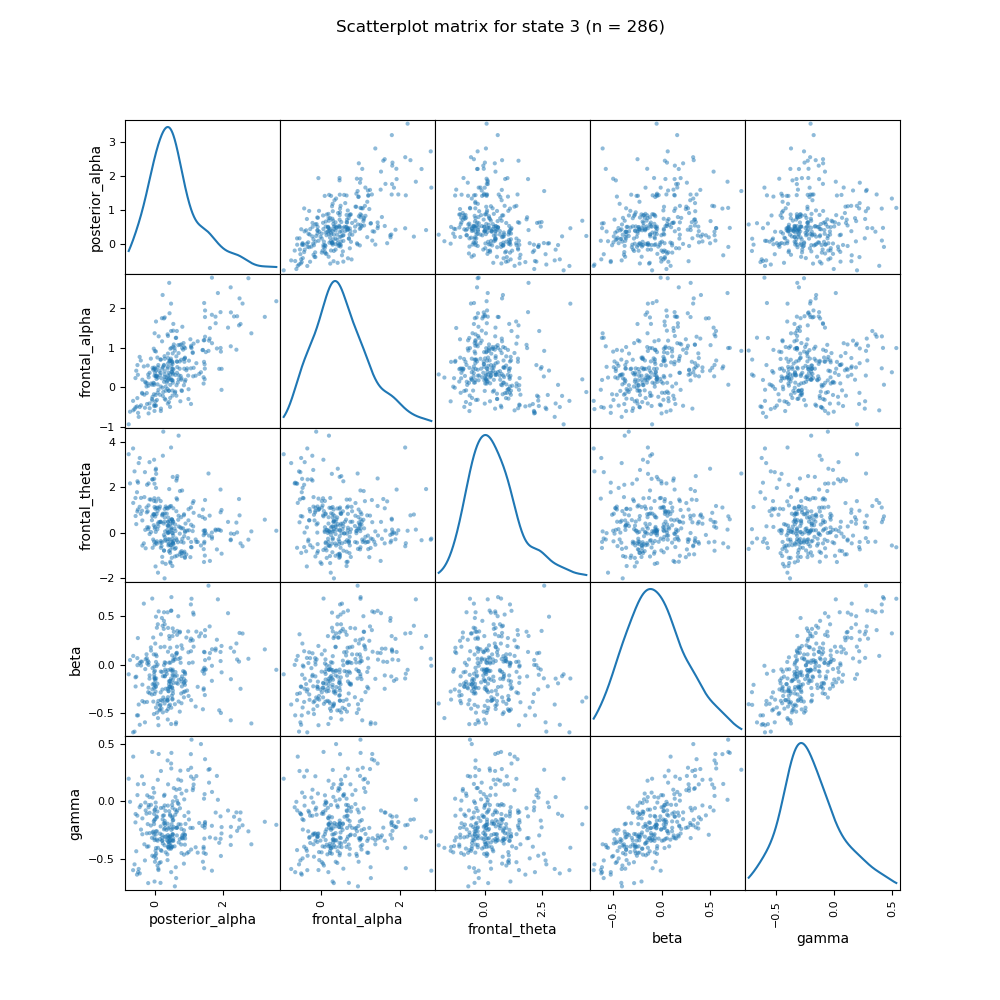 Scatterplot matrix for state 3 (n = 286)
posterior_alpha
3
2
1
0
frontal_alpha
2
1
0
−1
frontal_theta
4
2
0
−2
beta
0.5
0.0
−0.5
gamma
0.5
0.0
−0.5
0 2 0 2 0.0 2.5 −0.5 0.0 0.5 −0.5 0.0 0.5
posterior_alpha frontal_alpha frontal_theta beta gamma